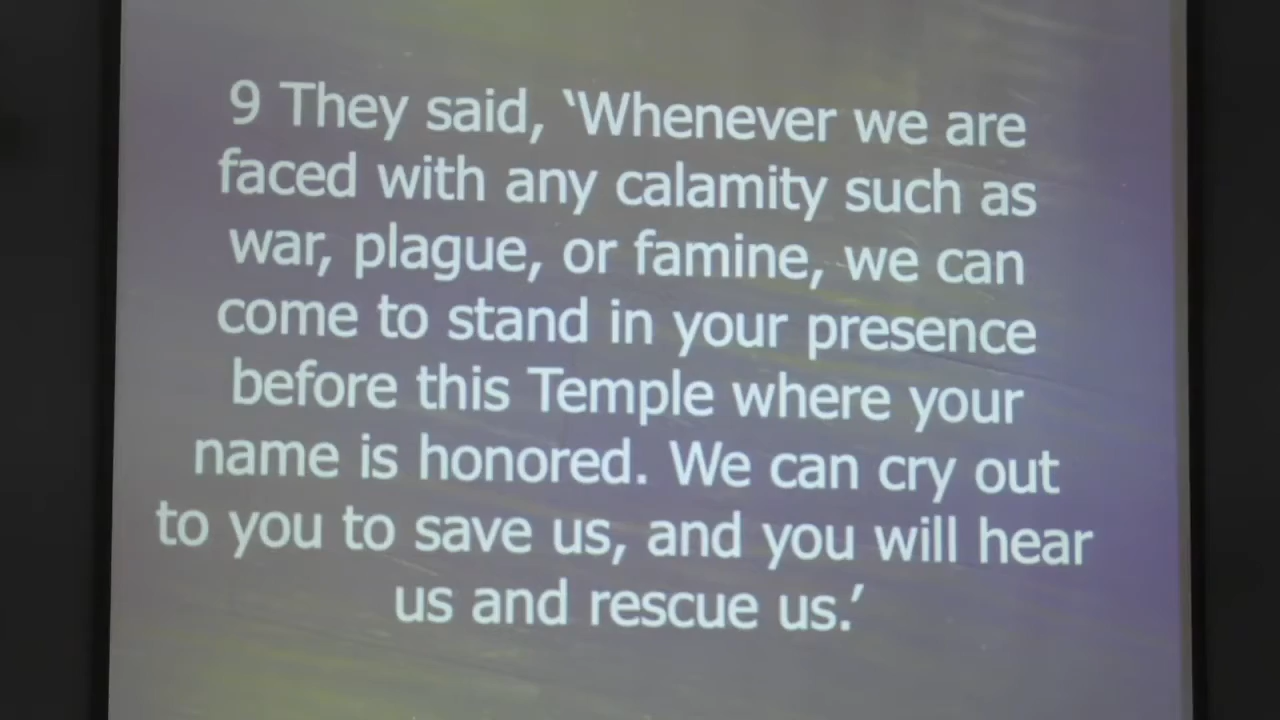 9 They said, ‘Whenever we are
faced with any calamity such as
war, plague, or famine, we can
come to stand in your presence
before this Temple where your
name is honored. We can cry out
to you to save us, and you will hear
us and rescue us.’